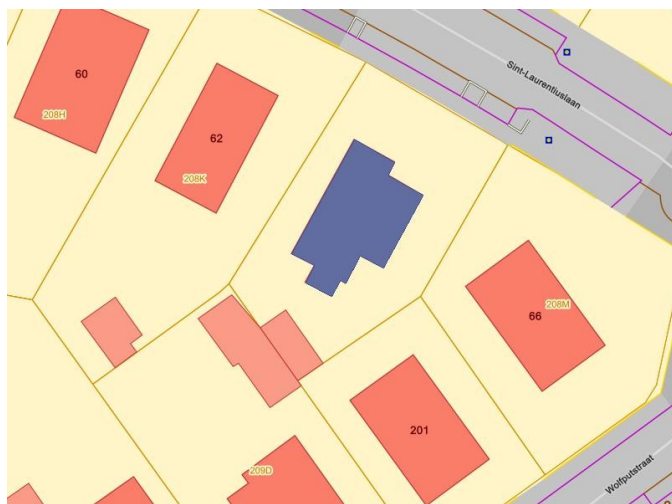 Sint-Laurentiuslaan
60
208H
62
208K
208M
66
201
209D
Wolfputstraat